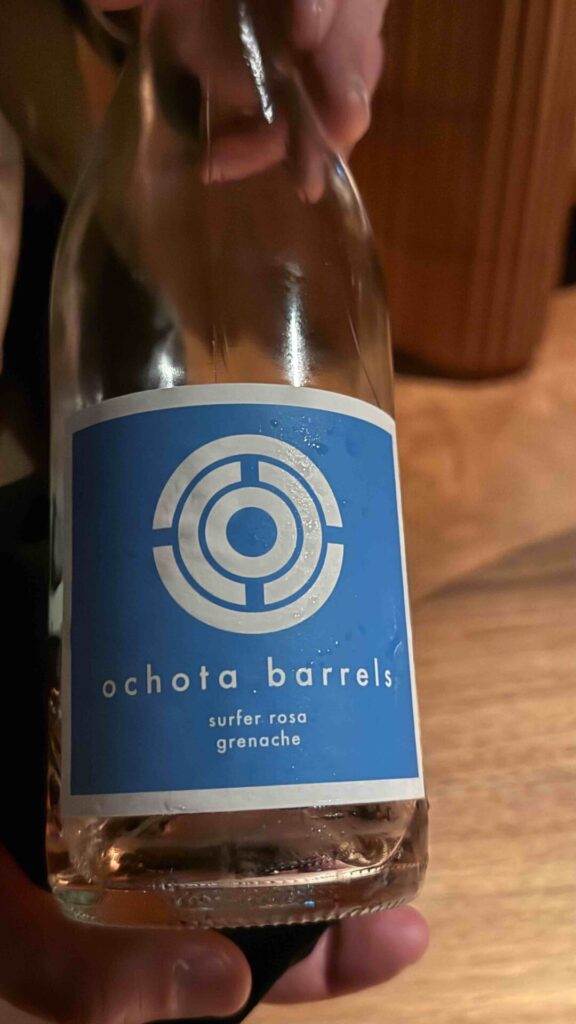 ochota barrels
surfer rosa
grenache